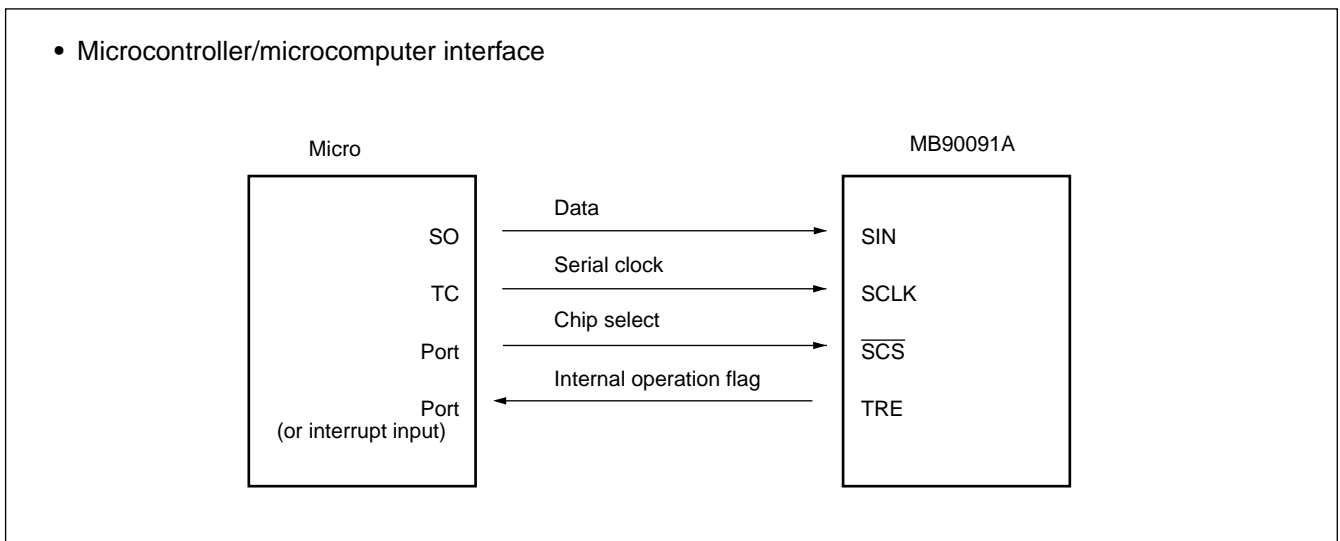 • Microcontroller/microcomputer interface
Micro
MB90091A
SO
Data
SIN
TC
Serial clock
SCLK
Port
Chip select
SCS
Port
(or interrupt input)
Internal operation flag
TRE